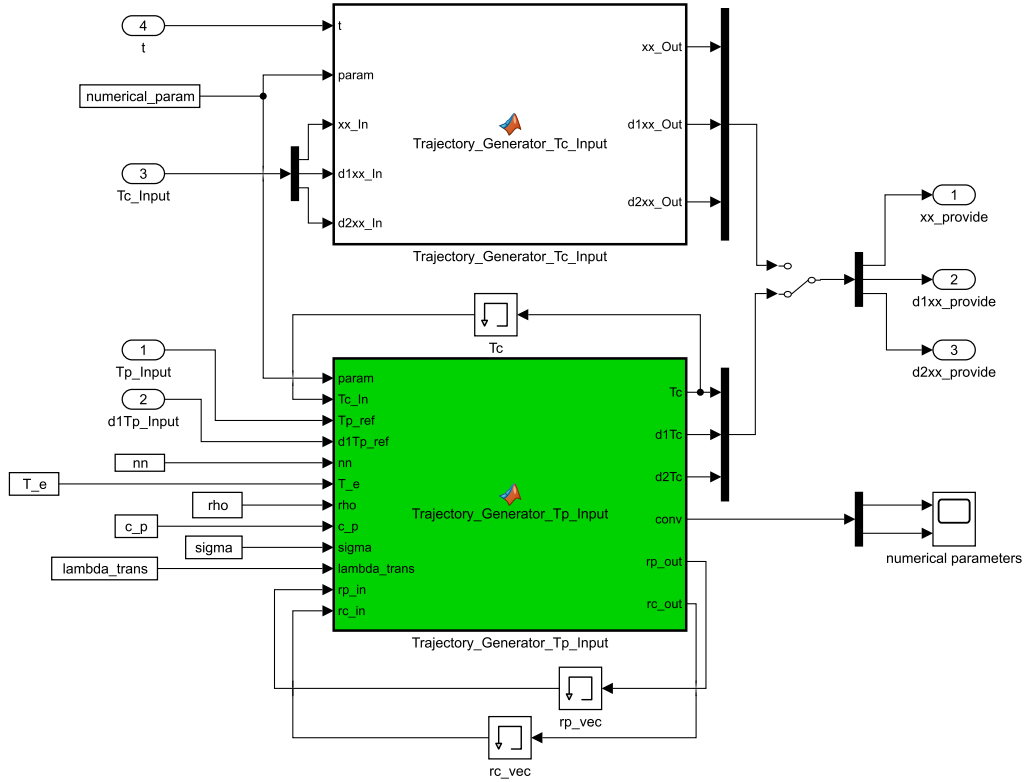 4
t
numerical_param
3
Tc_Input
t
param
xx_In
d1xx_In
d2xx_In
Trajectory_Generator_Tc_Input
xx_Out
d1xx_Out
d2xx_Out
Trajectory_Generator_Tc_Input
1
xx_provide
2
d1xx_provide
3
d2xx_provide
Tc
1
Tp_Input
2
d1Tp_Input
nn
T_e
rho
c_p
sigma
lambda_trans
param
Tc_In
Tp_ref
d1Tp_ref
nn
T_e
rho
c_p
sigma
lambda_trans
rp_in
rc_in
Trajectory_Generator_Tp_Input
Tc
d1Tc
d2Tc
conv
rp_out
rc_out
Trajectory_Generator_Tp_Input
numerical parameters
rp_vec
rc_vec